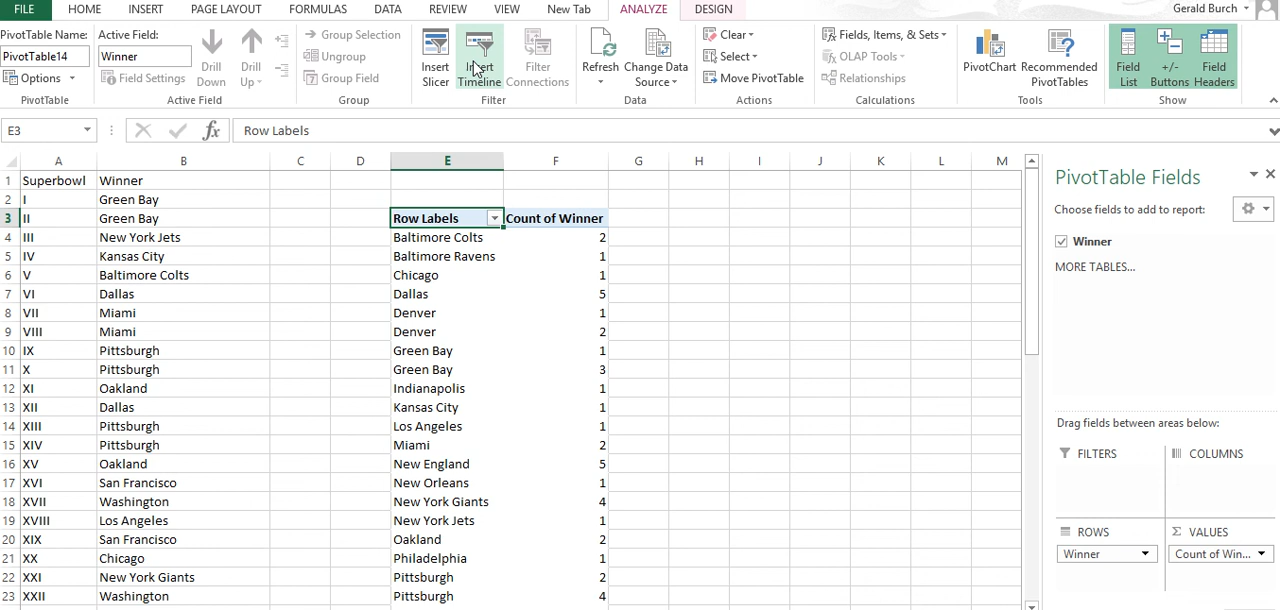 FILE HOME INSERT PAGE LAYOUT FORMULAS DATA REVIEW VIEW New Tab ANALYZE DESIGN Gerald Burch
PivotTable Name: Active Field:
PivotTable14 Winner
Options Field Settings
Drill Down Drill Up
Group Selection
Ungroup
Group Field
Insert Slicer Insert Timeline Filter Connections
Refresh Change Data Source
Clear
Select
Move PivotTable
Fields, Items, & Sets
OLAP Tools
Relationships
PivotChart Recommended PivotTables
Field List +/- Buttons Field Headers
PivotTable Active Field Group Filter Data Actions Calculations Tools Show
E3 fx Row Labels
A B C D E F G H I J K L M
1 Superbowl Winner
2 I Green Bay
3 II Green Bay Row Labels Count of Winner
4 III New York Jets Baltimore Colts 2
5 IV Kansas City Baltimore Ravens 1
6 V Baltimore Colts Chicago 1
7 VI Dallas Dallas 5
8 VII Miami Denver 1
9 VIII Miami Denver 2
10 IX Pittsburgh Green Bay 1
11 X Pittsburgh Green Bay 3
12 XI Oakland Indianapolis 1
13 XII Dallas Kansas City 1
14 XIII Pittsburgh Los Angeles 1
15 XIV Pittsburgh Miami 2
16 XV Oakland New England 5
17 XVI San Francisco New Orleans 1
18 XVII Washington New York Giants 4
19 XVIII Los Angeles New York Jets 1
20 XIX San Francisco Oakland 2
21 XX Chicago Philadelphia 1
22 XXI New York Giants Pittsburgh 2
23 XXII Washington Pittsburgh 4
PivotTable Fields
Choose fields to add to report:
Winner
MORE TABLES...
Drag fields between areas below:
FILTERS COLUMNS
ROWS Σ VALUES
Winner Count of Win...